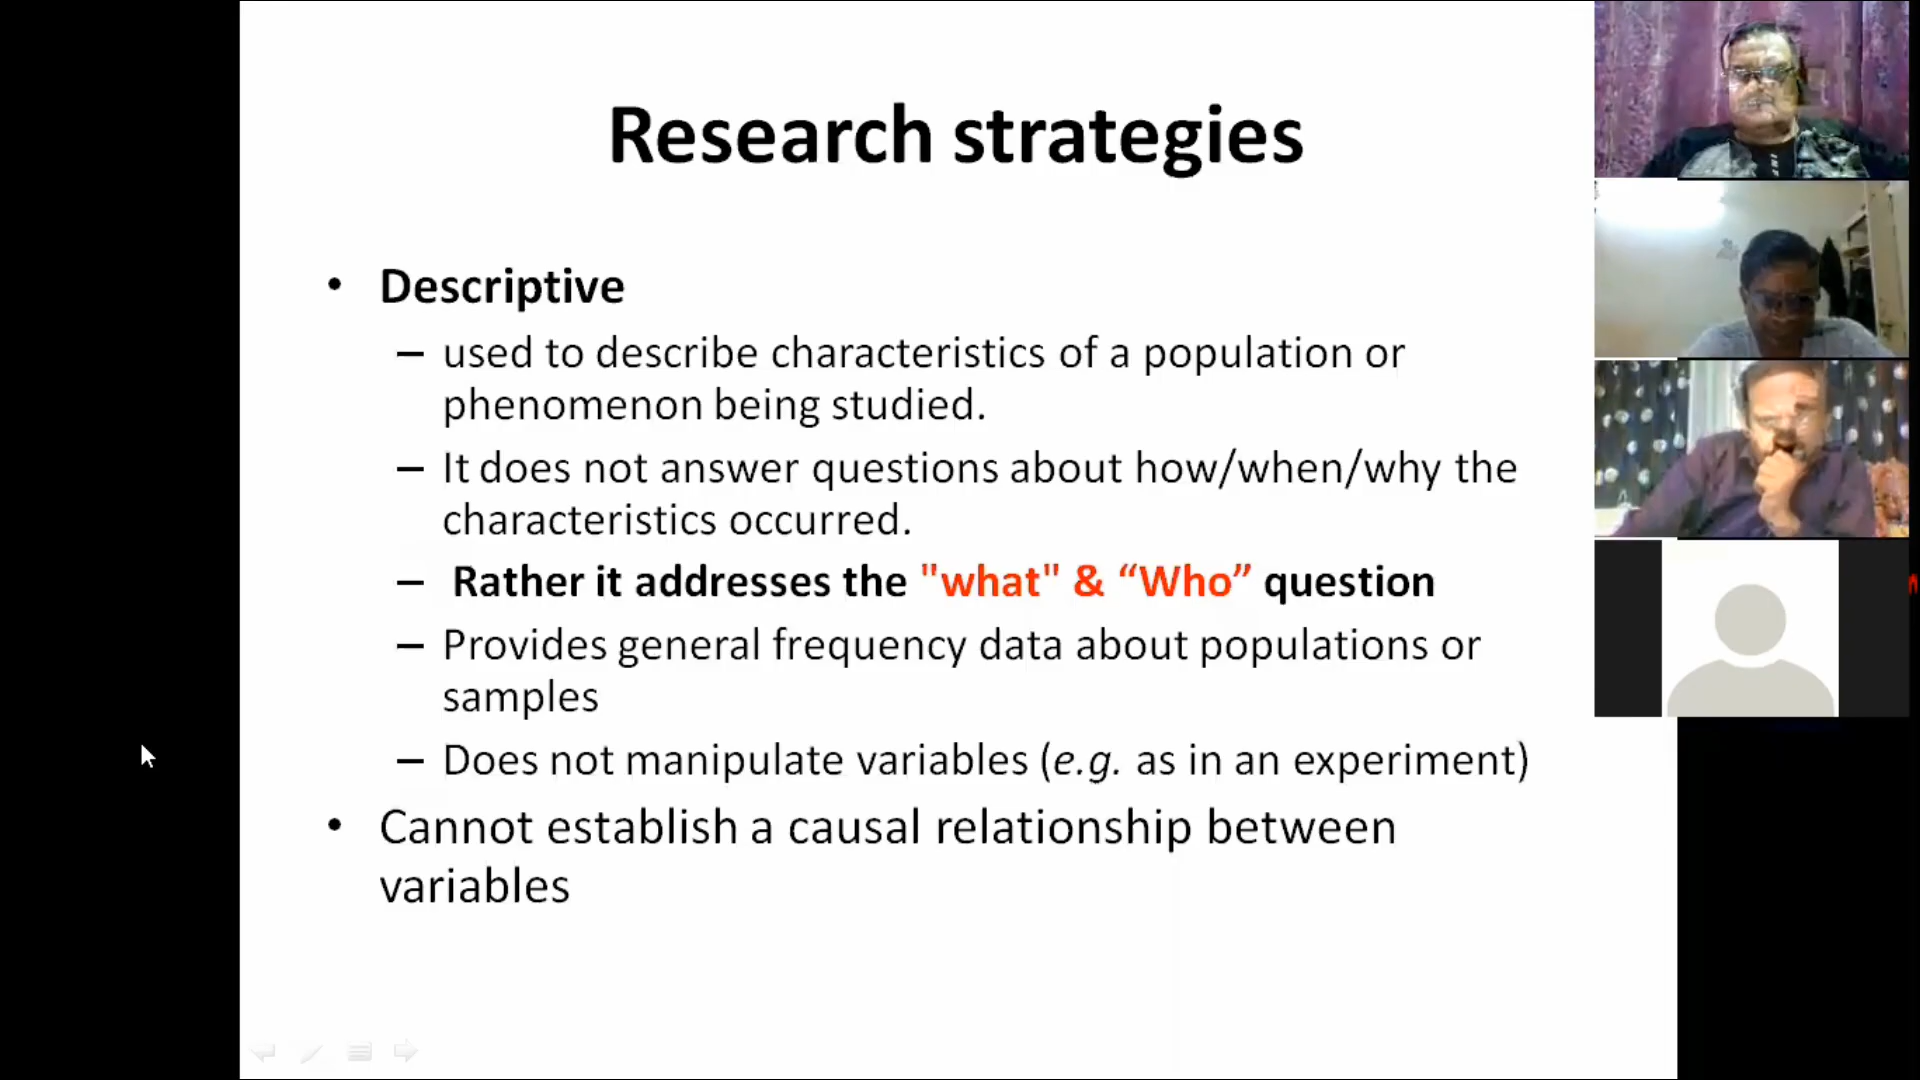 Research strategies
• Descriptive
– used to describe characteristics of a population or
phenomenon being studied.
– It does not answer questions about how/when/why the
characteristics occurred.
– Rather it addresses the "what" & “Who” question
– Provides general frequency data about populations or
samples
– Does not manipulate variables (e.g. as in an experiment)
• Cannot establish a causal relationship between
variables